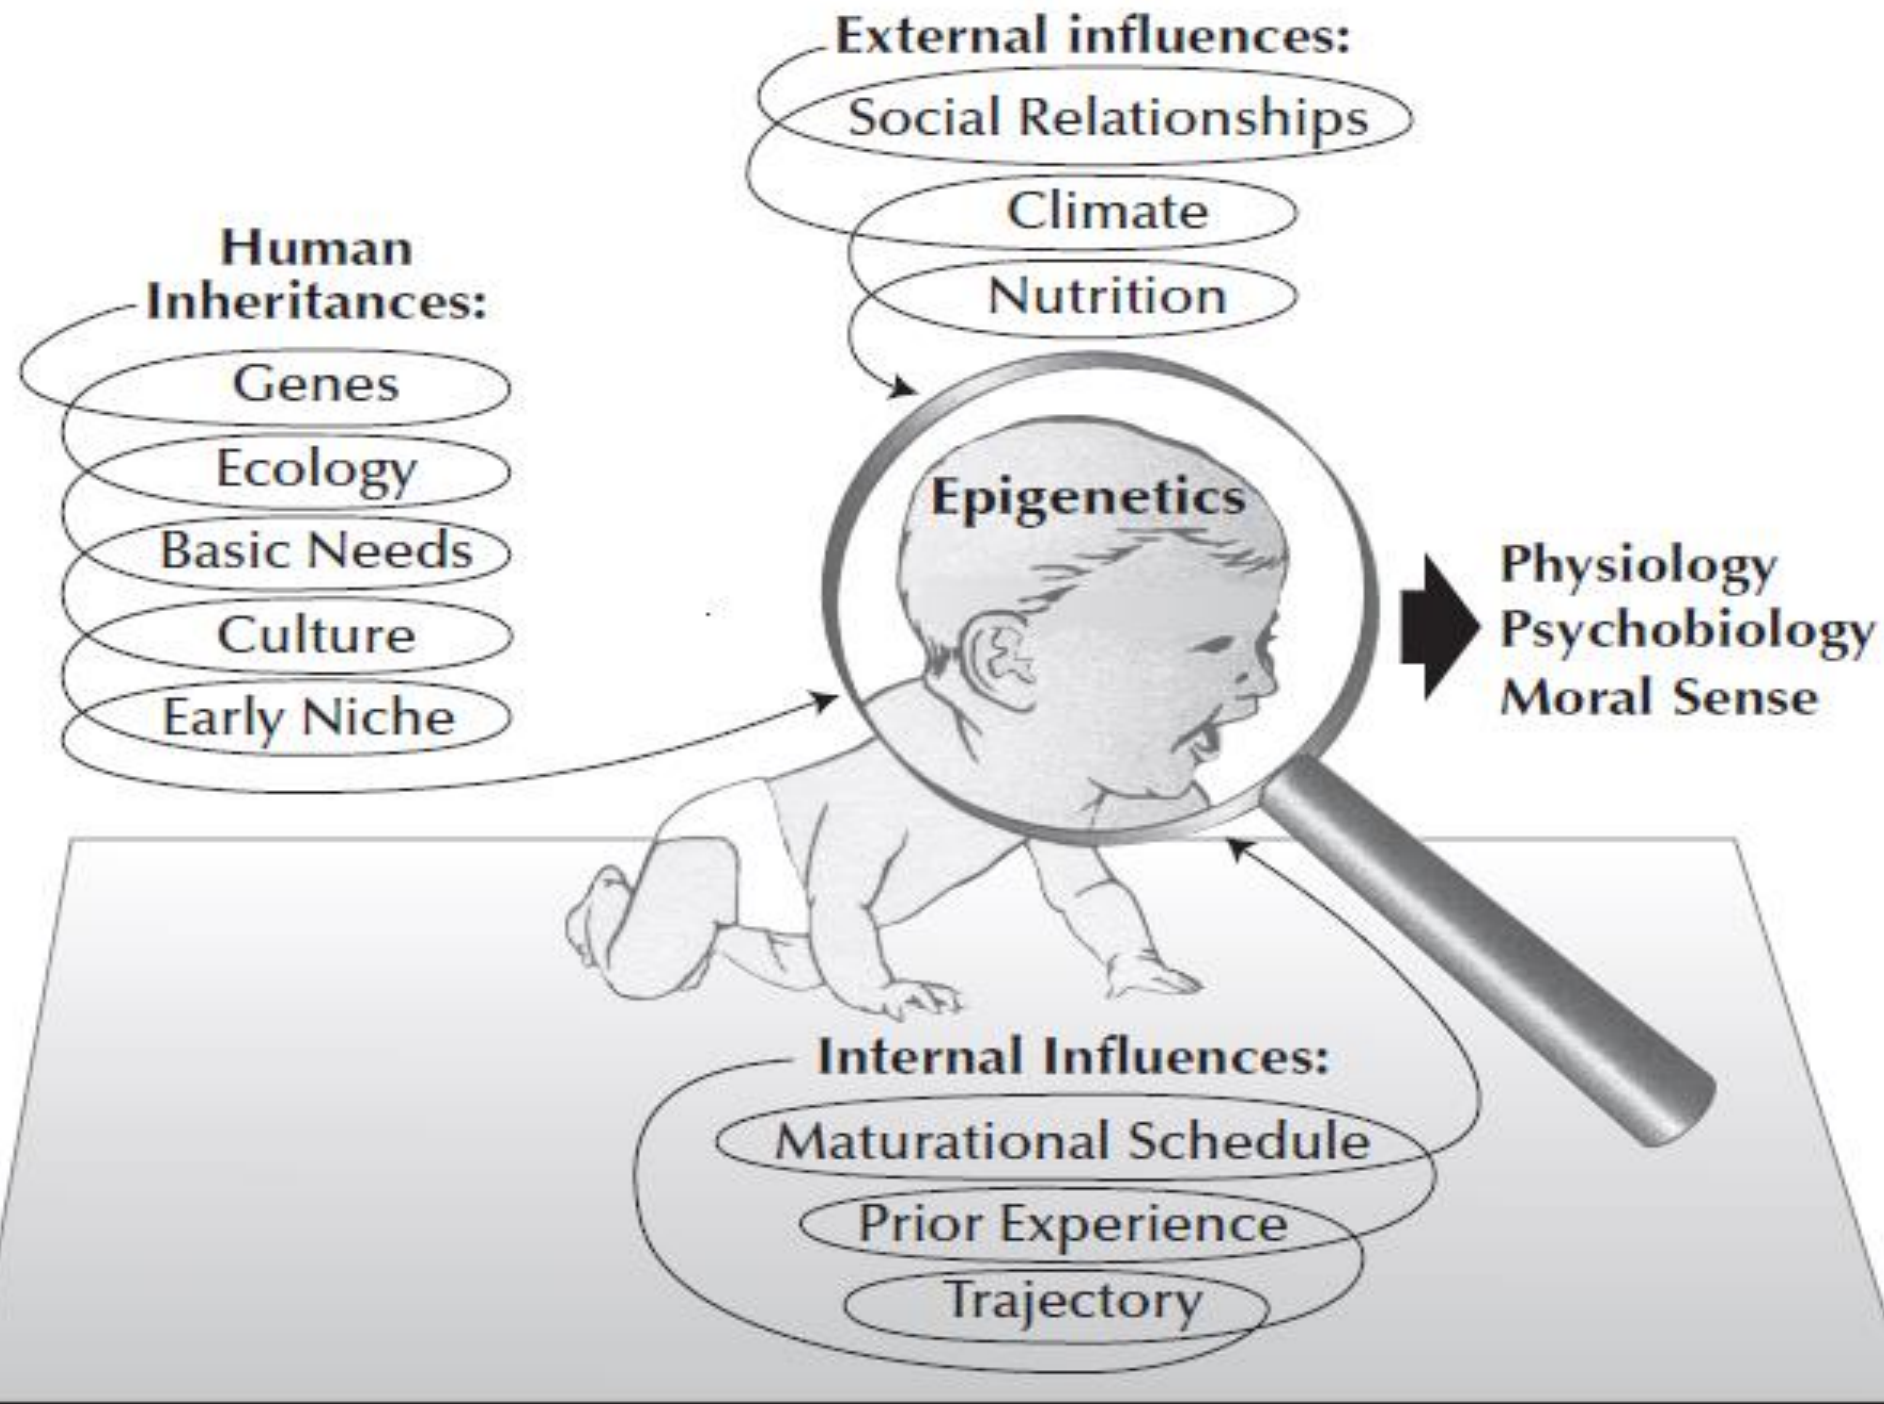 External influences:
Social Relationships
Climate
Nutrition
Human
Inheritances:
Genes
Ecology
Basic Needs
Culture
Early Niche
Epigenetics
Physiology
Psychobiology
Moral Sense
Internal Influences:
Maturational Schedule
Prior Experience
Trajectory